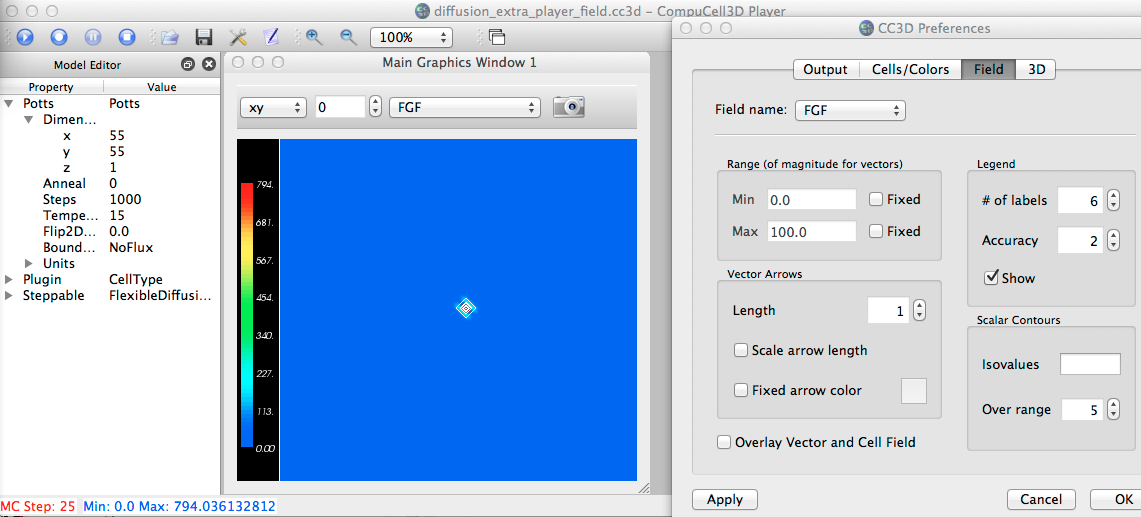 diffusion_extra_player_field.cc3d – CompuCell3D Player
100%
Model Editor
Property Value
Potts Potts
Dimen...
x 55
y 55
z 1
Anneal 0
Steps 1000
Tempe... 15
Flip2D... 0.0
Bound... NoFlux
Units
Plugin CellType
Steppable FlexibleDiffusi...
Main Graphics Window 1
xy 0 FGF
794.
681.
567.
454.
340.
227.
113.
0.00
MC Step: 25 Min: 0.0 Max: 794.036132812
CC3D Preferences
Output Cells/Colors Field 3D
Field name: FGF
Range (of magnitude for vectors)
Min 0.0 Fixed
Max 100.0 Fixed
Vector Arrows
Length 1
Scale arrow length
Fixed arrow color
Overlay Vector and Cell Field
Legend
# of labels 6
Accuracy 2
Show
Scalar Contours
Isovalues
Over range 5
Apply Cancel OK